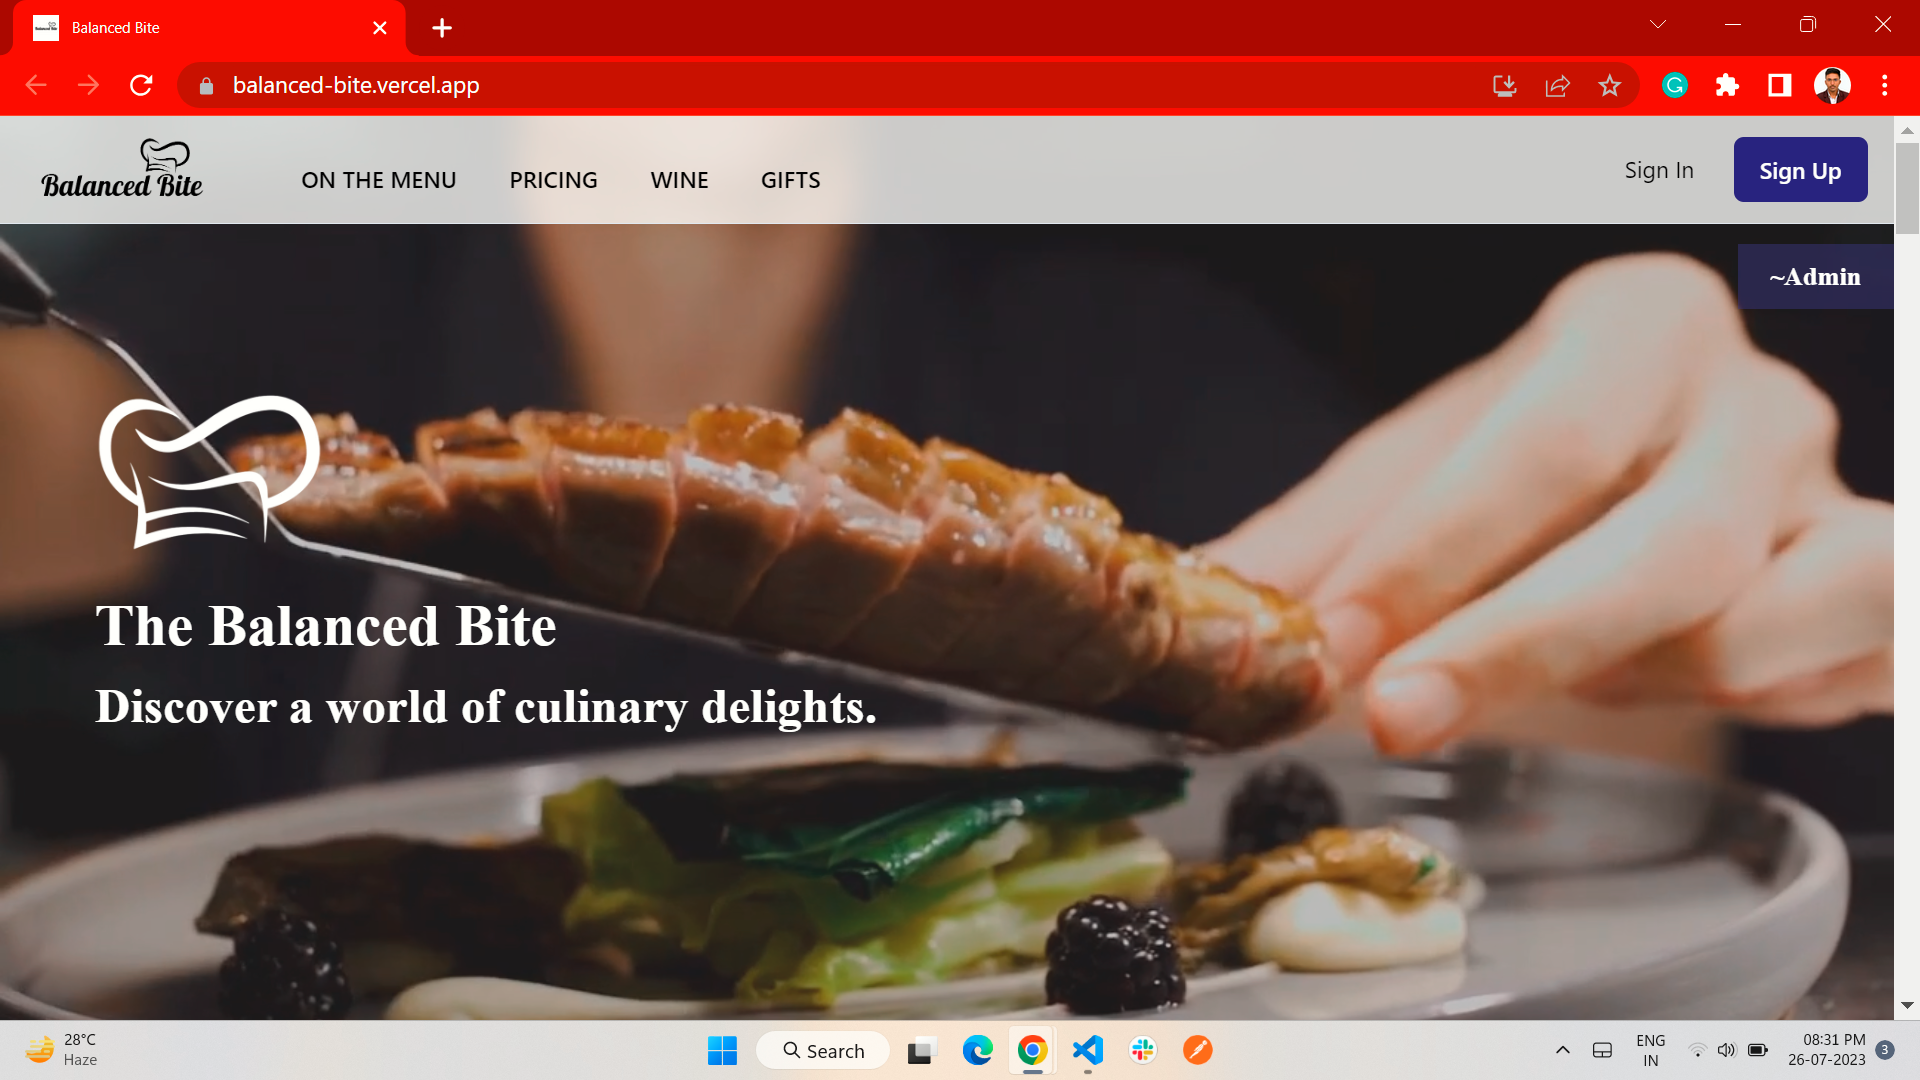 Balanced Bite
balanced-bite.vercel.app
Balanced Bite
ON THE MENU
PRICING
WINE
GIFTS
Sign In
Sign Up
~Admin
The Balanced Bite
Discover a world of culinary delights.
28°C
Haze
Search
ENG
IN
08:31 PM
26-07-2023
3